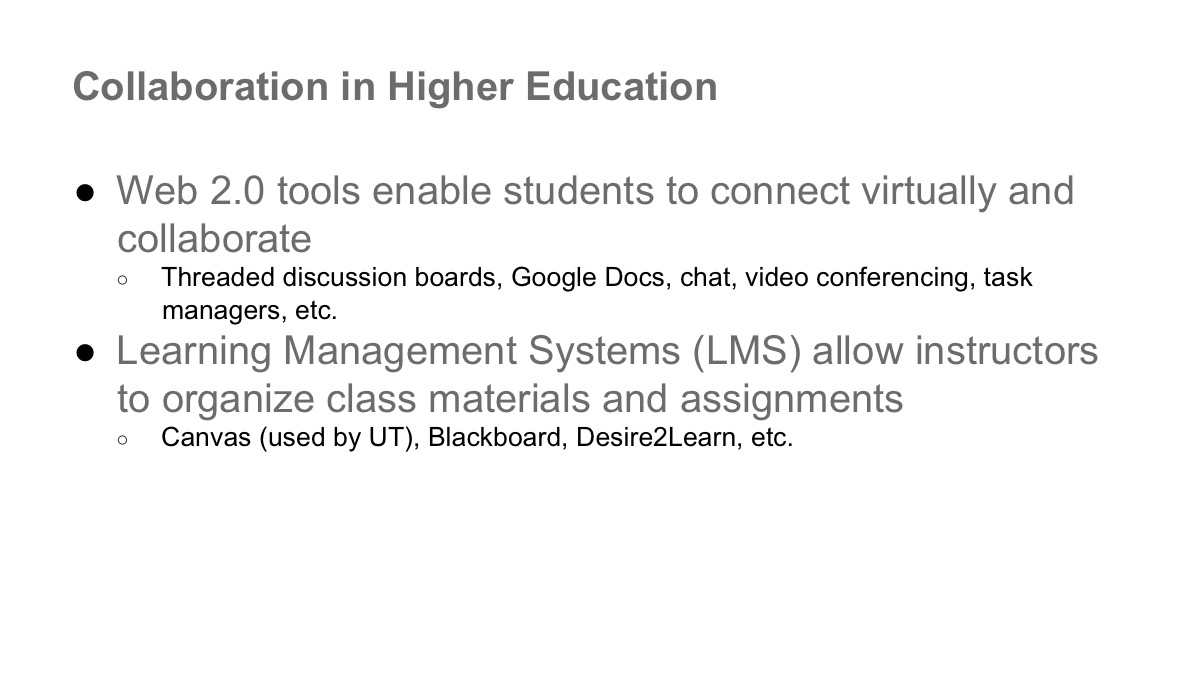 Collaboration in Higher Education
● Web 2.0 tools enable students to connect virtually and
collaborate
○ Threaded discussion boards, Google Docs, chat, video conferencing, task
managers, etc.
● Learning Management Systems (LMS) allow instructors
to organize class materials and assignments
○ Canvas (used by UT), Blackboard, Desire2Learn, etc.